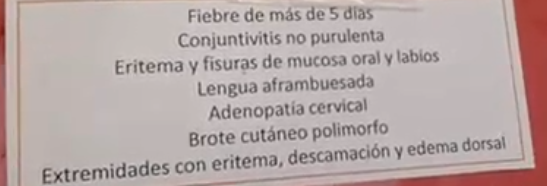 Fiebre de más de 5 días
Conjuntivitis no purulenta
Eritema y fisuras de mucosa oral y labios
Lengua aframbuesada
Adenopatía cervical
Brote cutáneo polimorfo
Extremidades con eritema, descamación y edema dorsal